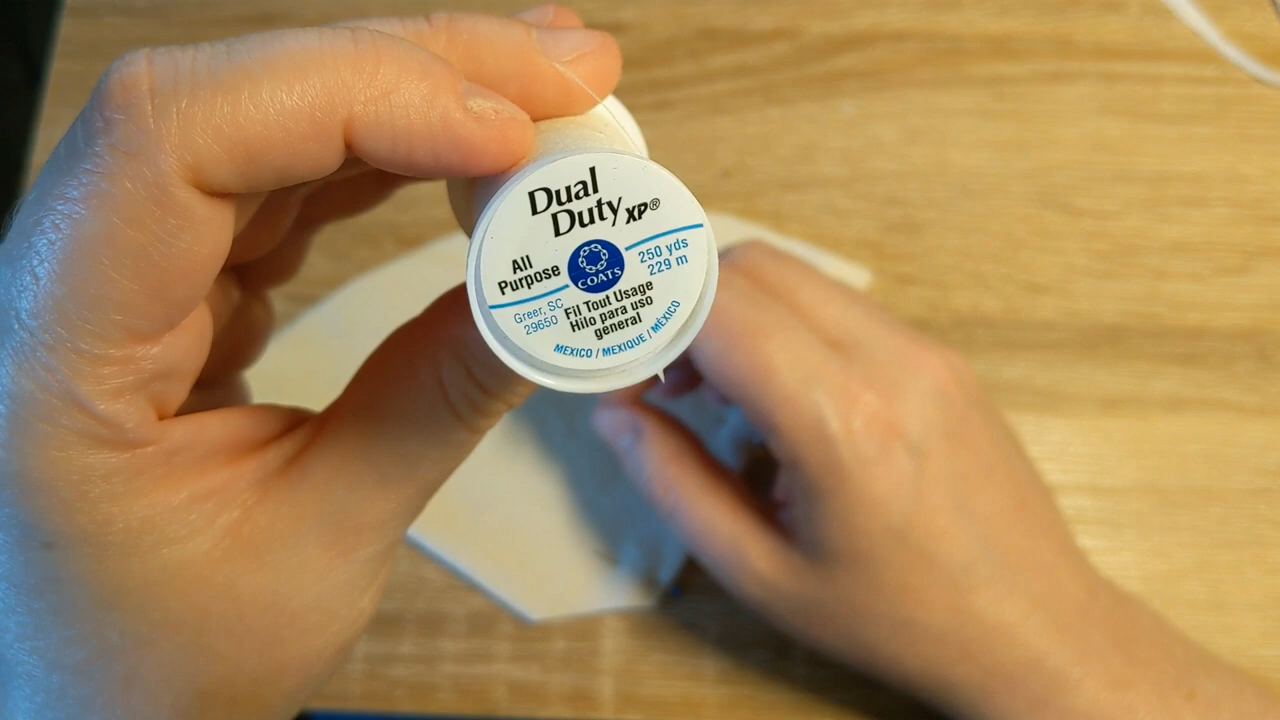 Dual
Duty XP®
All
Purpose
COATS
250 yds
229 m
Greer, SC
29650
Fil Tout Usage
Hilo para uso
general
MEXICO / MEXIQUE / MÉXICO